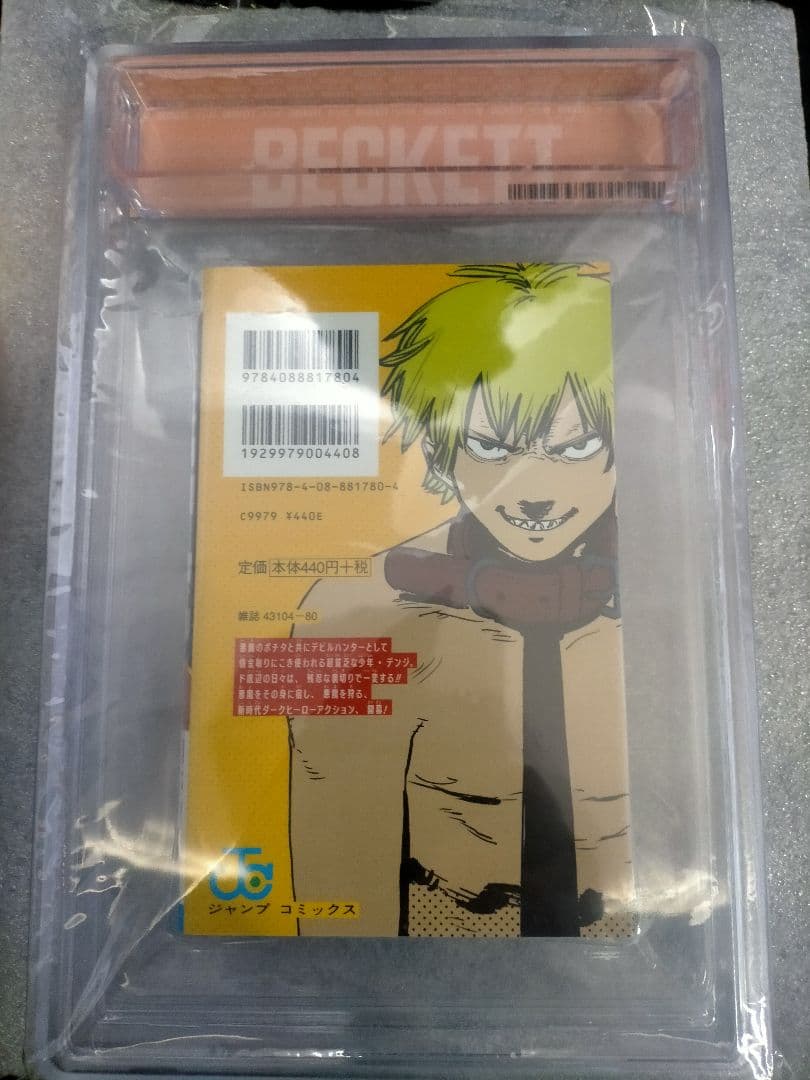 BECKETT
9784088817804
1929979004408
ISBN978-4-08-881780-4
C9979 ¥440E
定価 本体440円+税
雑誌 43104-80
悪魔のポチタと共にデビルハンターとして
借金取りにこき使われる超貧乏な少年・デンジ。
ド底辺の日々は、残忍な裏切りで一変する!!
悪魔をその身に宿し、悪魔を狩る、
新時代ダークヒーローアクション、開幕!
JC
ジャンプ コミックス